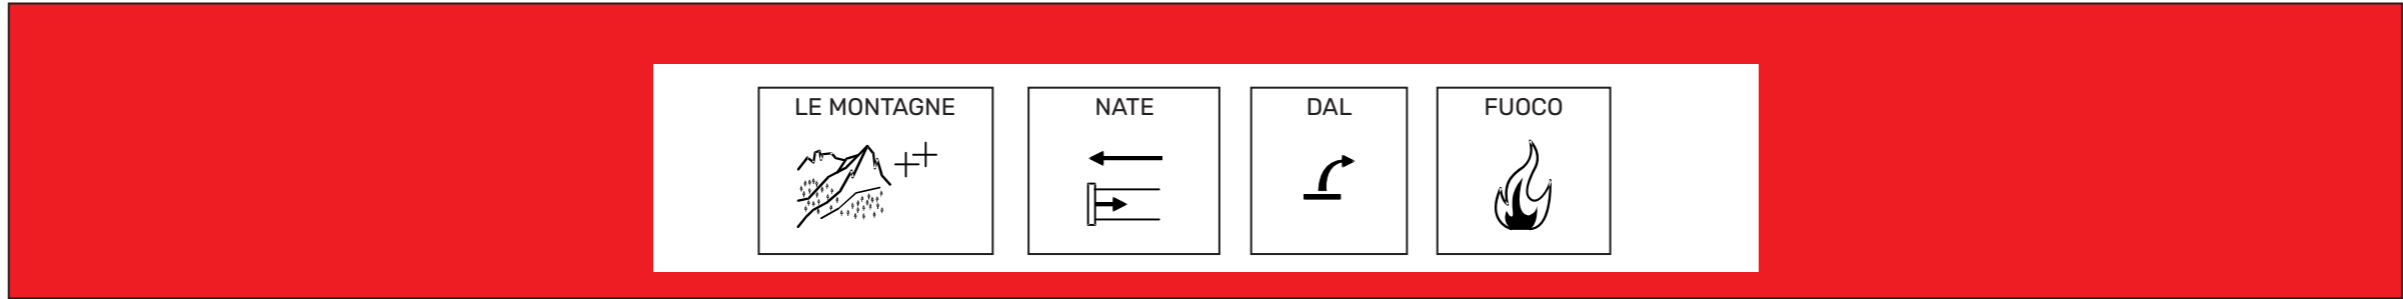 LE MONTAGNE NATE DAL FUOCO